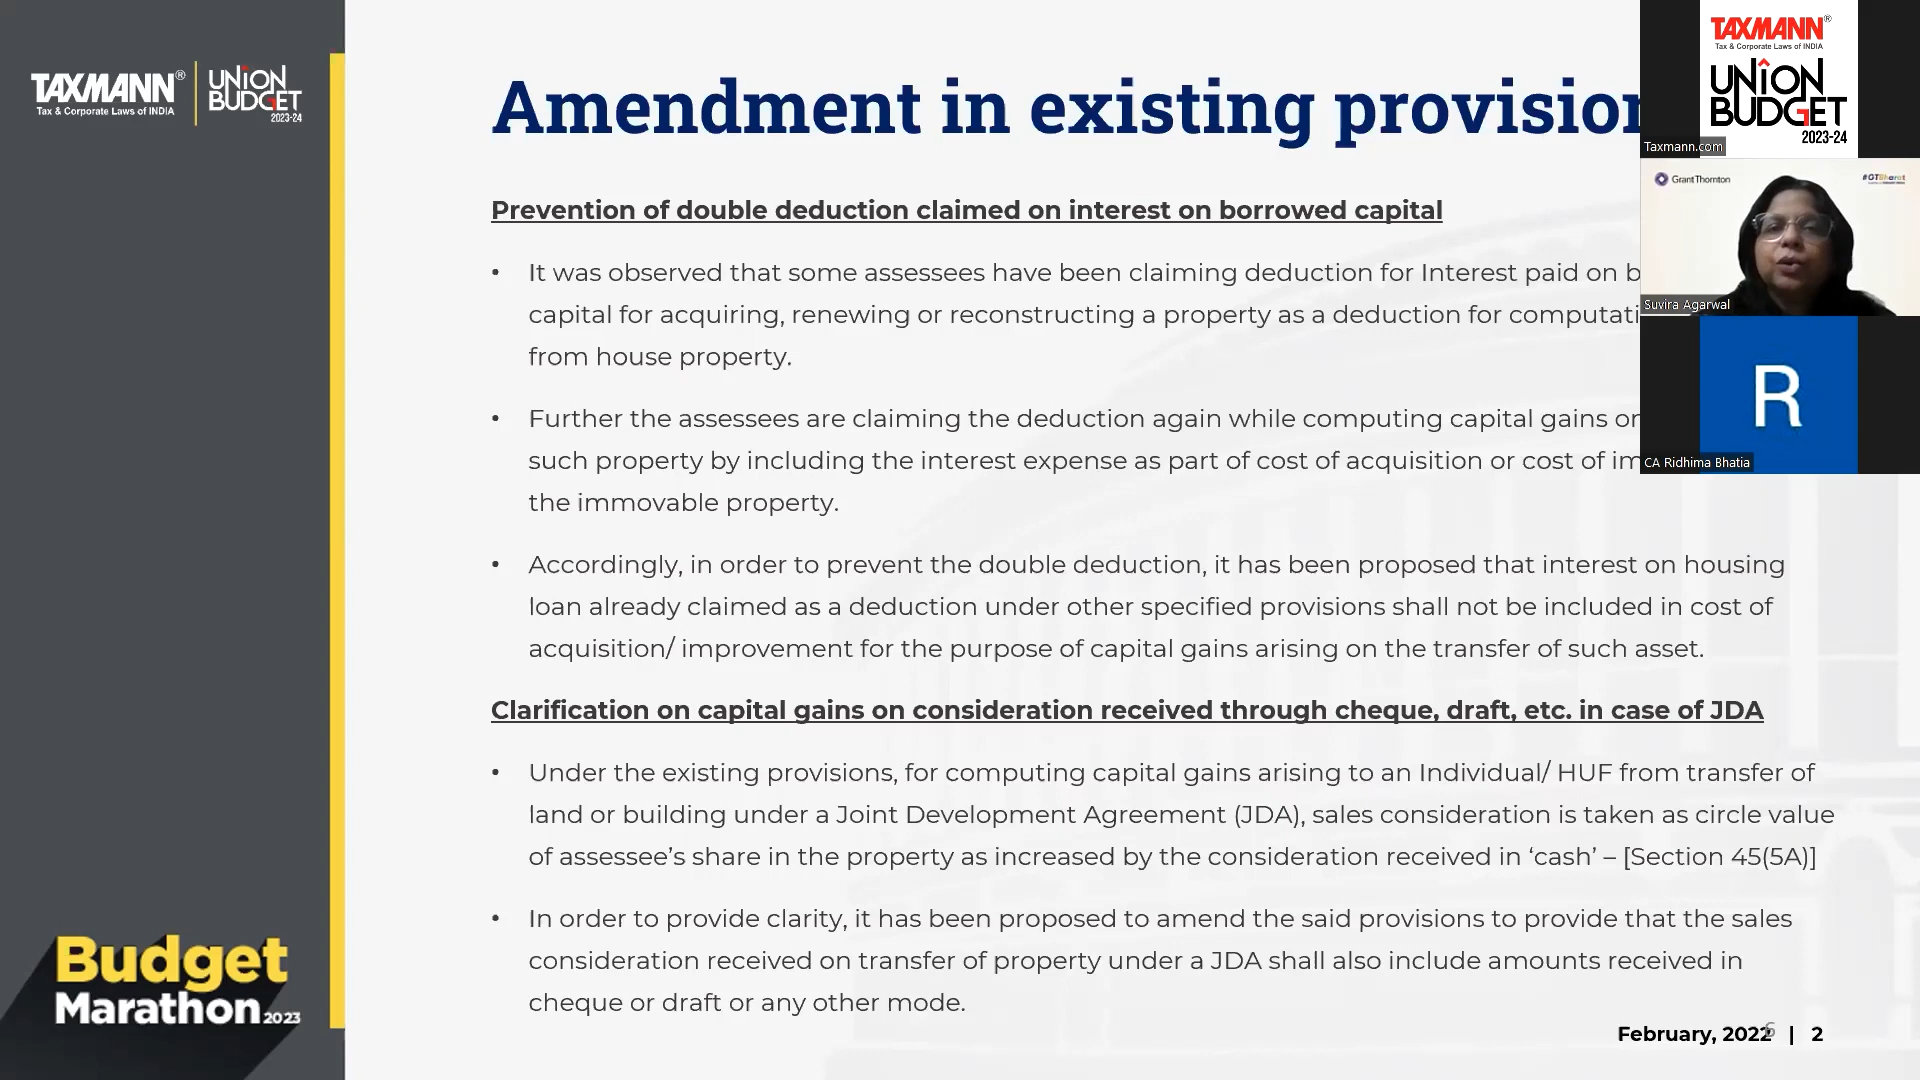 TAXMANN®
Tax & Corporate Laws of INDIA
UNION
BUDGET
2023-24
Amendment in existing
Prevention of double deduction claimed on interest on borrowed capital
• It was observed that some assessees have been claiming deduction for Interest paid on
capital for acquiring, renewing or reconstructing a property as a deduction for
from house property.
• Further the assessees are claiming the deduction again while computing capital gains
such property by including the interest expense as part of cost of acquisition or cost of
the immovable property.
• Accordingly, in order to prevent the double deduction, it has been proposed that interest on housing
loan already claimed as a deduction under other specified provisions shall not be included in cost of
acquisition/ improvement for the purpose of capital gains arising on the transfer of such asset.
Clarification on capital gains on consideration received through cheque, draft, etc. in case of JDA
• Under the existing provisions, for computing capital gains arising to an Individual/ HUF from transfer of
land or building under a Joint Development Agreement (JDA), sales consideration is taken as circle value
of assessee’s share in the property as increased by the consideration received in ‘cash’ – [Section 45(5A)]
• In order to provide clarity, it has been proposed to amend the said provisions to provide that the sales
consideration received on transfer of property under a JDA shall also include amounts received in
cheque or draft or any other mode.
February, 2022 | 2
6
Budget
Marathon 2023
TAXMANN®
Tax & Corporate Laws of INDIA
UNION
BUDGET
2023-24
Taxmann.com
Grant Thornton
#GTBharat
Suvira Agarwal
R
CA Ridhima Bhatia